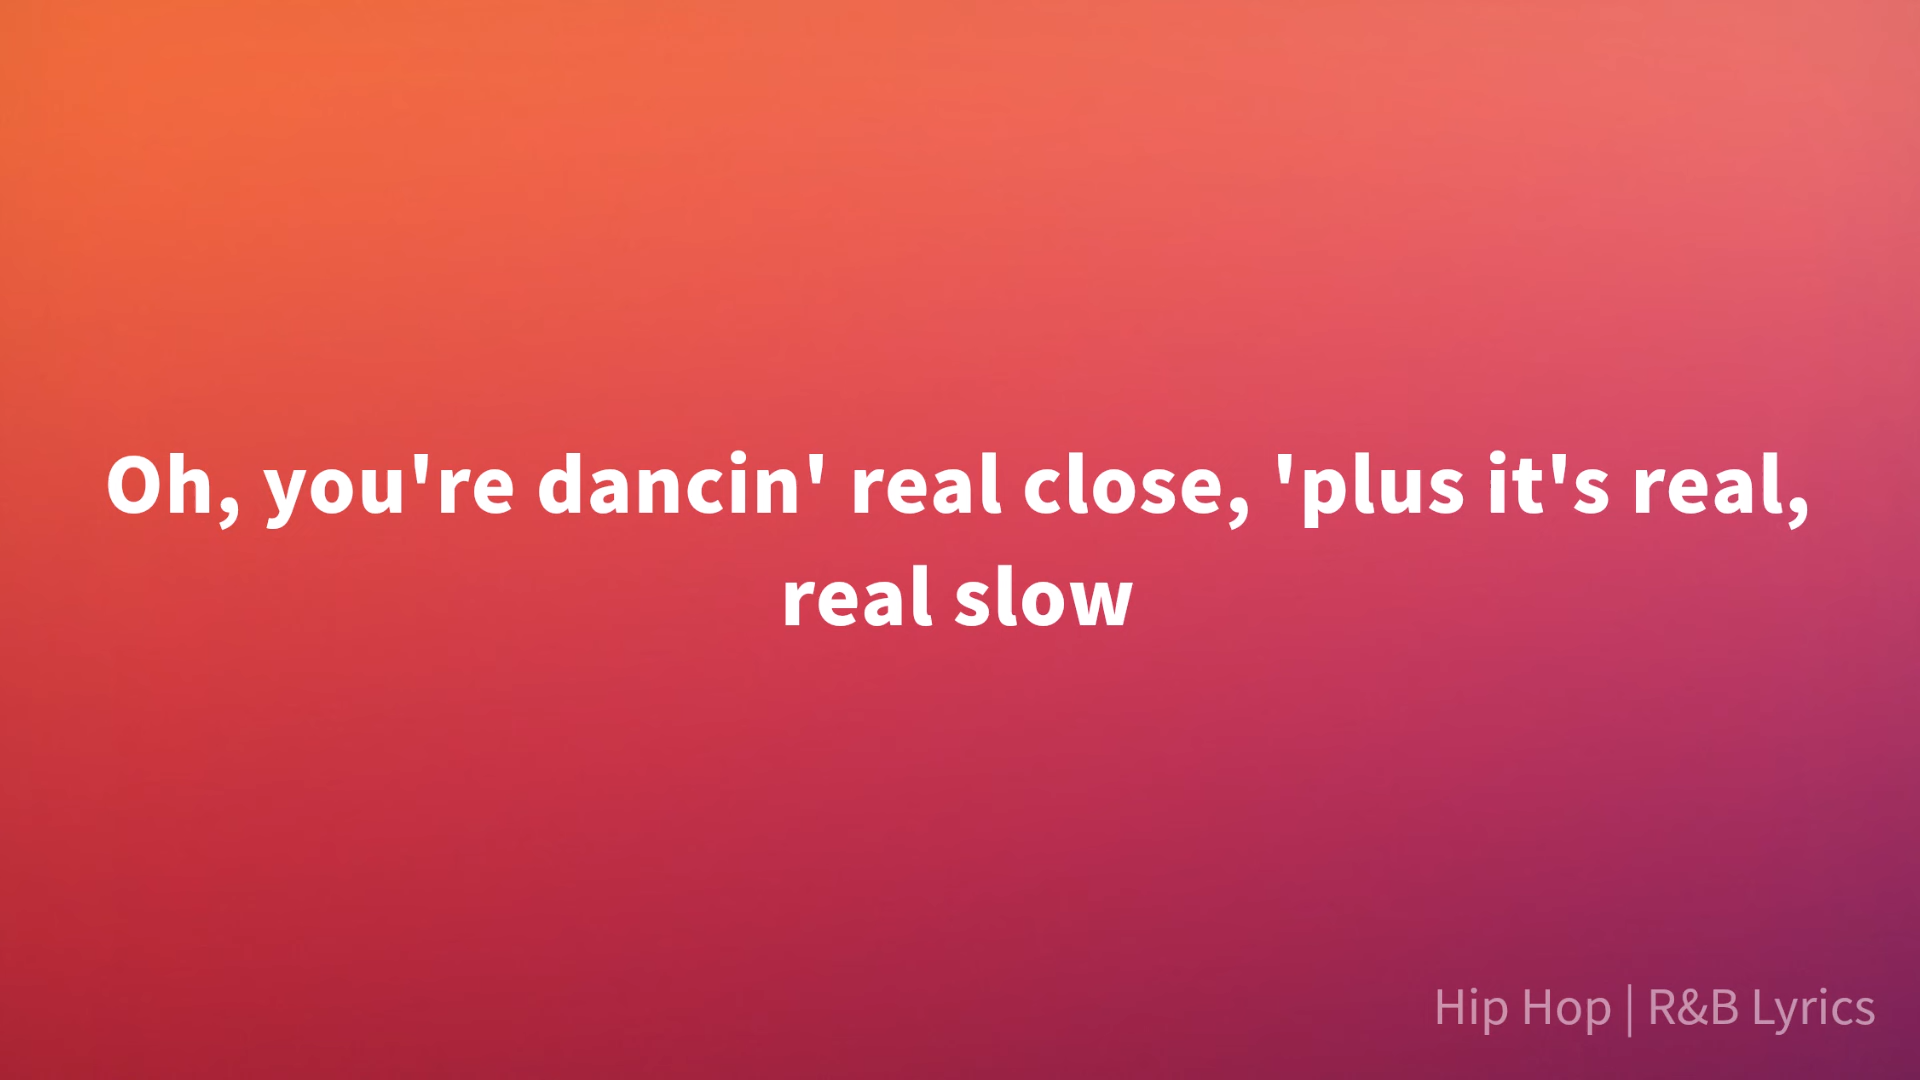 Oh, you're dancin' real close, 'plus it's real,
real slow
Hip Hop | R&B Lyrics